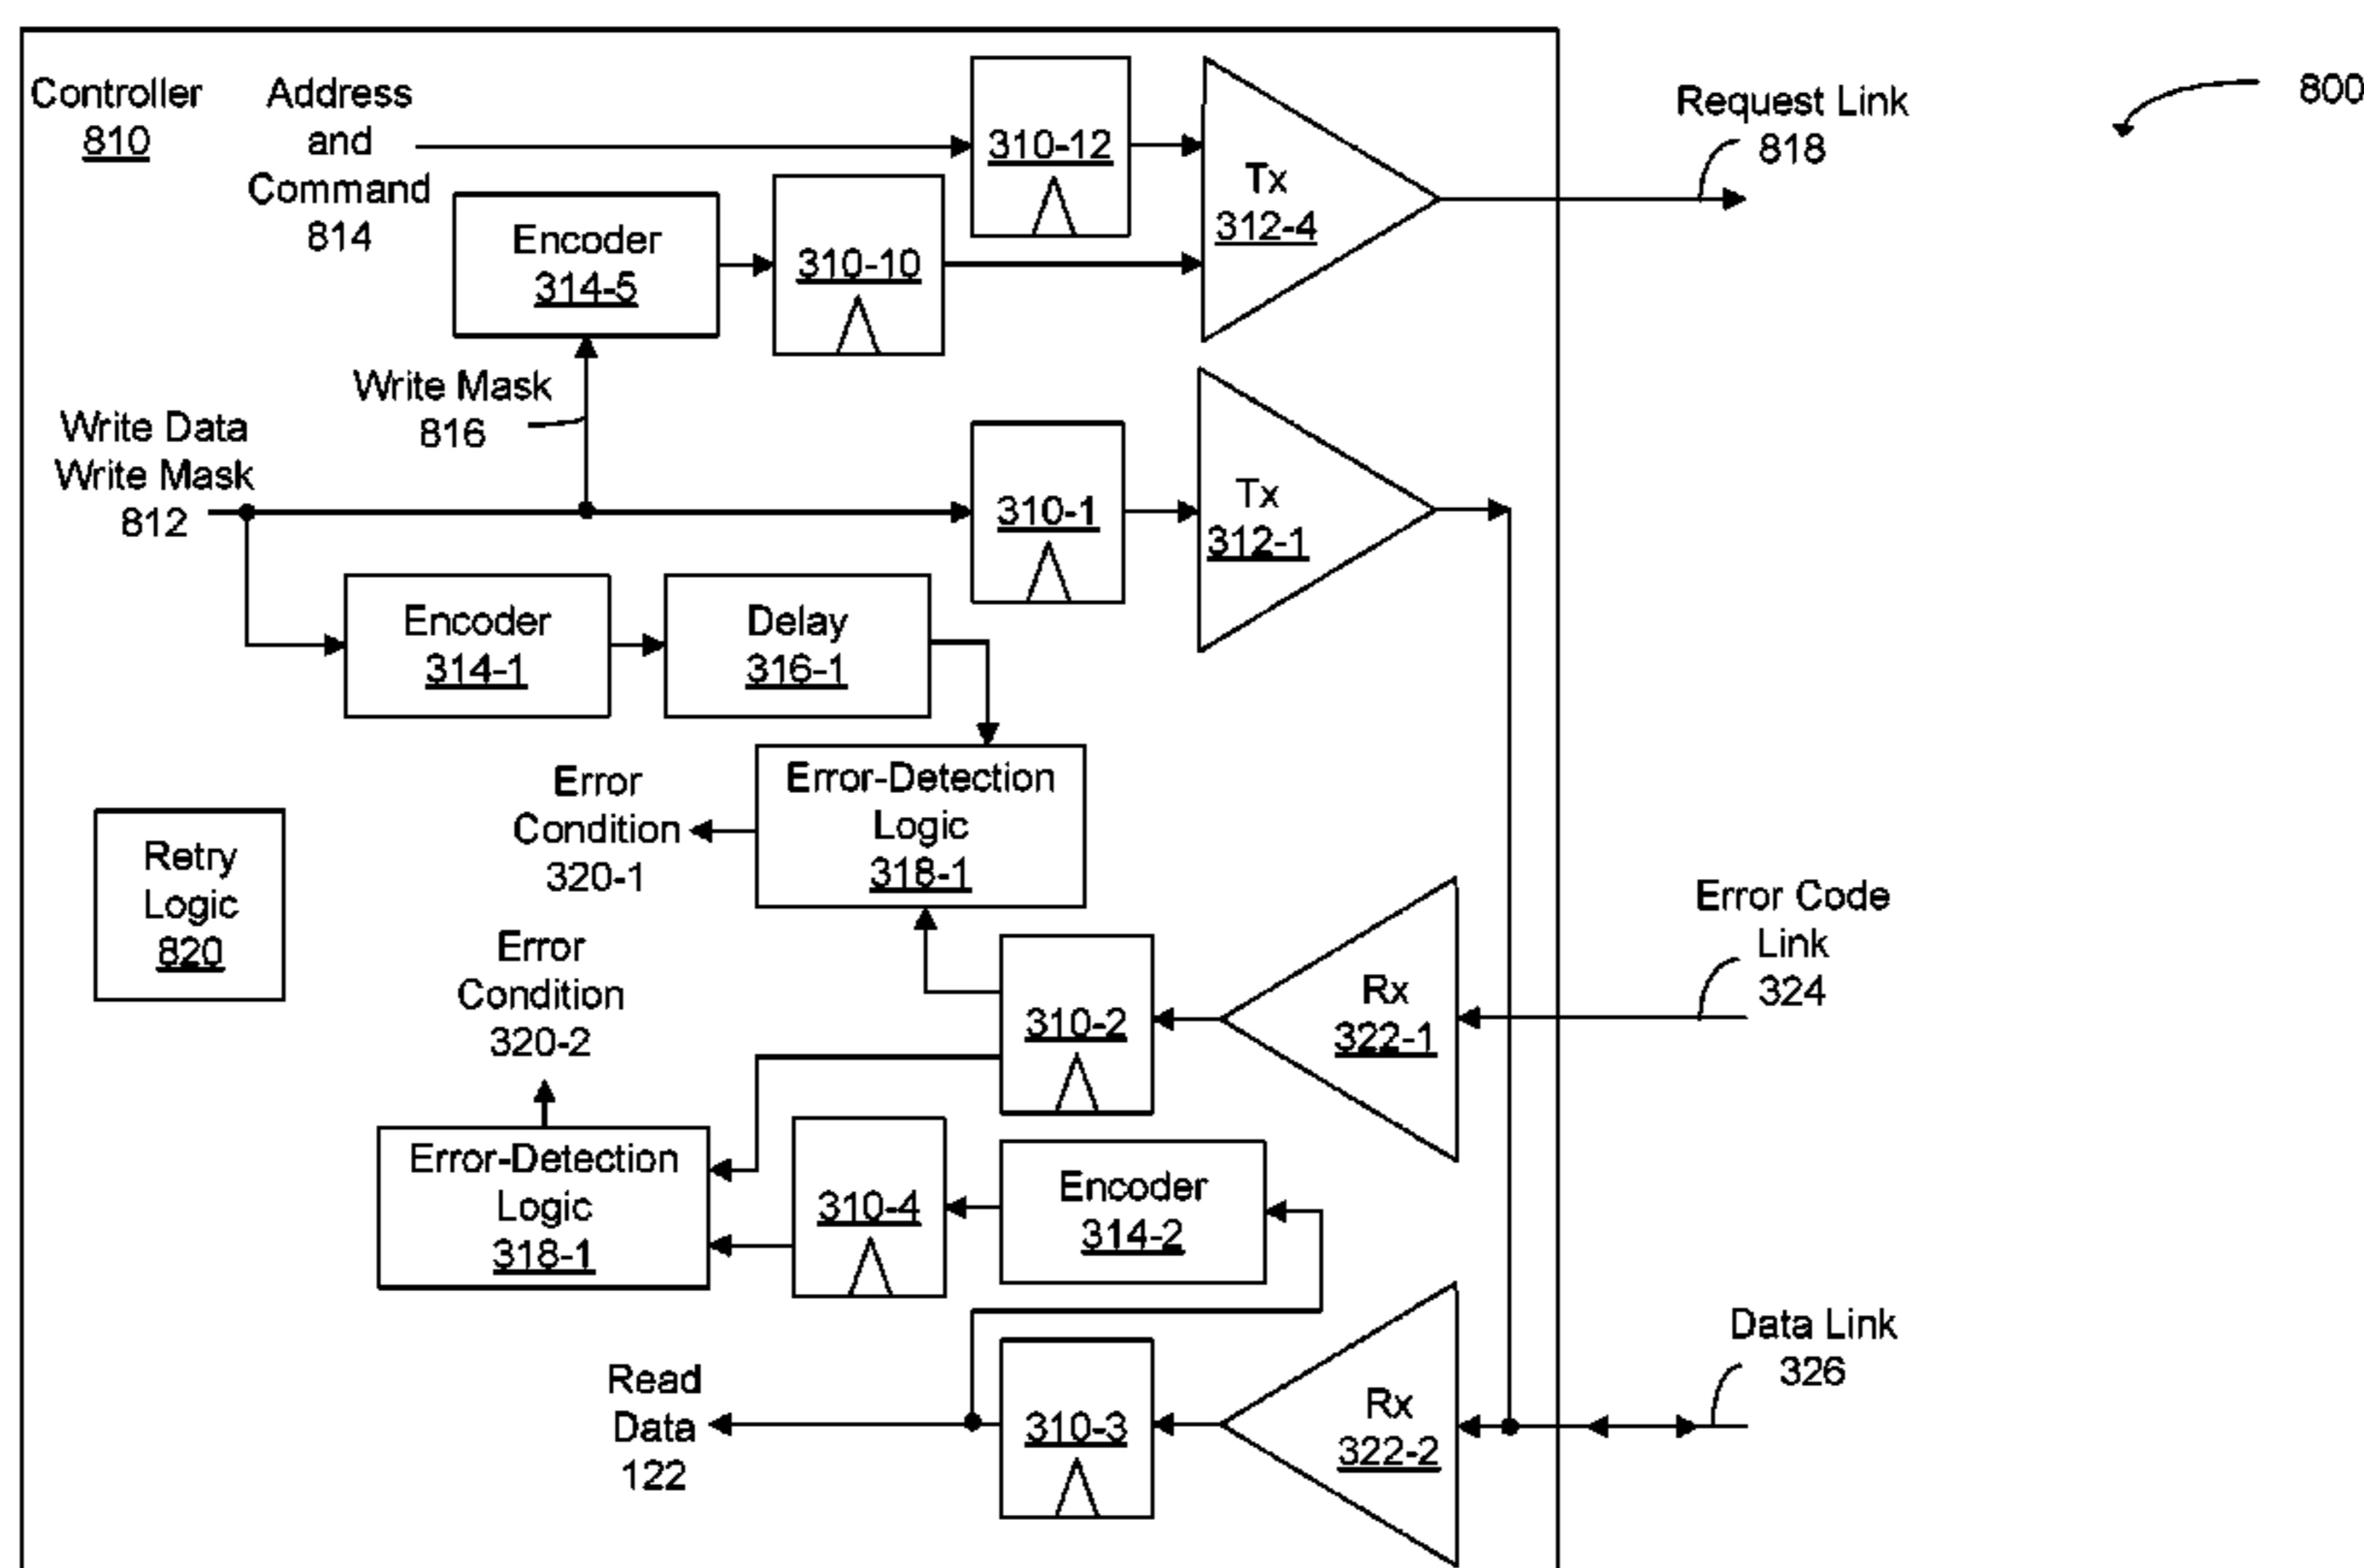 Controller
810
Address
and
Command
814
310-12
Tx
312-4
Request Link
818
800
Encoder
314-5
310-10
Write Mask
816
Write Data
Write Mask
812
310-1
Tx
312-1
Encoder
314-1
Delay
316-1
Error
Condition
320-1
Error-Detection
Logic
318-1
Retry
Logic
820
Error
Condition
320-2
310-2
Rx
322-1
Error Code
Link
324
Error-Detection
Logic
318-1
310-4
Encoder
314-2
Read
Data
122
310-3
Rx
322-2
Data Link
326